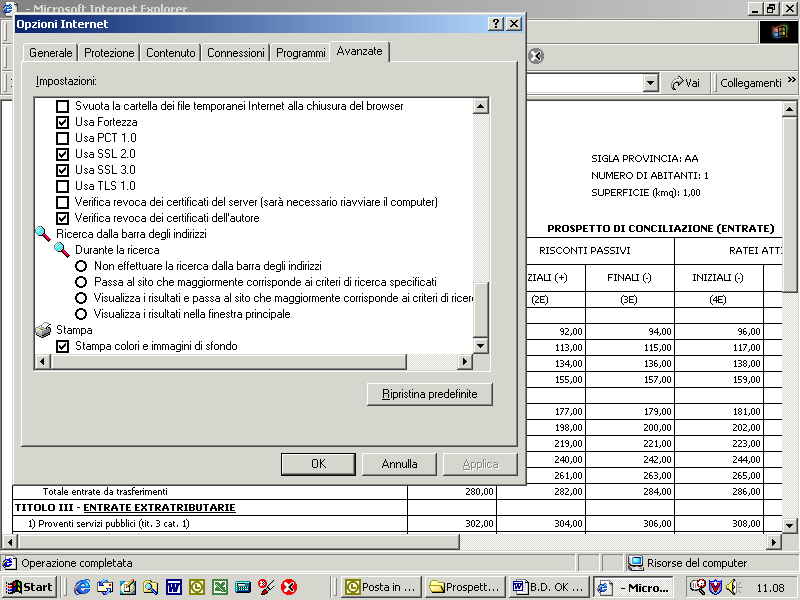 - Microsoft Internet Explorer
Opzioni Internet
Generale Protezione Contenuto Connessioni Programmi Avanzate
Vai Collegamenti »
Impostazioni:
Svuota la cartella dei file temporanei Internet alla chiusura del browser
Usa Fortezza
Usa PCT 1.0
Usa SSL 2.0
Usa SSL 3.0
Usa TLS 1.0
Verifica revoca dei certificati del server (sarà necessario riavviare il computer)
Verifica revoca dei certificati dell'autore
Ricerca dalla barra degli indirizzi
Durante la ricerca
Non effettuare la ricerca dalla barra degli indirizzi
Passa al sito che maggiormente corrisponde ai criteri di ricerca specificati
Visualizza i risultati e passa al sito che maggiormente corrisponde ai criteri di ricer
Visualizza i risultati nella finestra principale
Stampa
Stampa colori e immagini di sfondo
Ripristina predefinite
OK Annulla Applica
SIGLA PROVINCIA: AA
NUMERO DI ABITANTI: 1
SUPERFICIE (kmq): 1,00
PROSPETTO DI CONCILIAZIONE (ENTRATE)
RISCONTI PASSIVI RATEI ATTI
ZIALI (+) FINALI (-) INIZIALI (-)
(2E) (3E) (4E)
92,00 94,00 96,00
113,00 115,00 117,00
134,00 136,00 138,00
155,00 157,00 159,00
177,00 179,00 181,00
198,00 200,00 202,00
219,00 221,00 223,00
240,00 242,00 244,00
261,00 263,00 265,00
Totale entrate da trasferimenti 280,00 282,00 284,00 286,00
TITOLO III - ENTRATE EXTRATRIBUTARIE
1) Proventi servizi pubblici (tit. 3 cat. 1) 302,00 304,00 306,00 308,00
Operazione completata Risorse del computer
Start Posta in ... Prospett... B.D. OK ... - Micro... 11.08